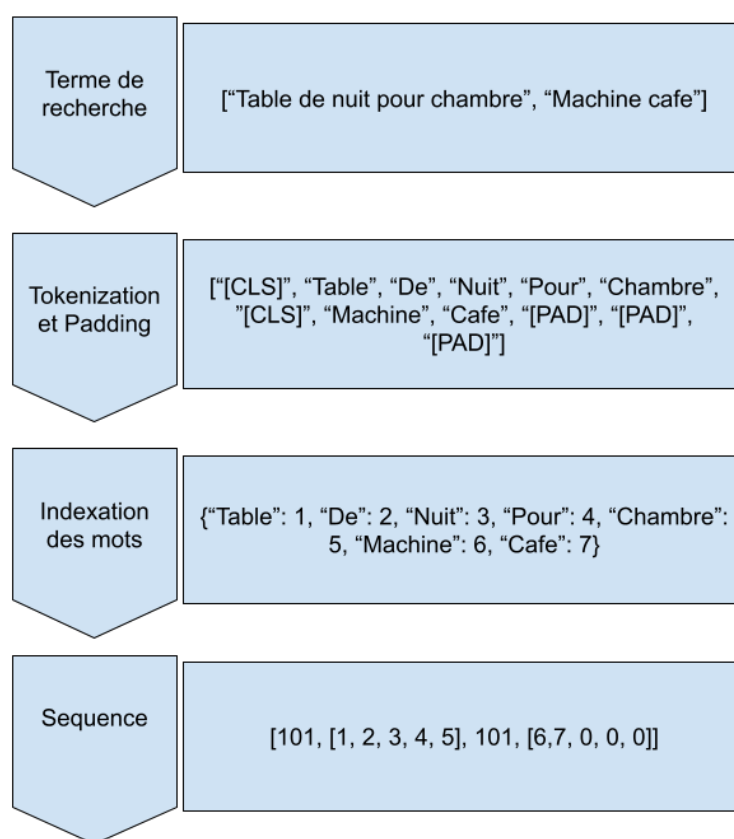 Terme de
recherche
[“Table de nuit pour chambre”, “Machine cafe”]
Tokenization
et Padding
[“[CLS]”, “Table”, “De”, “Nuit”, “Pour”, “Chambre”,
”[CLS]”, “Machine”, “Cafe”, “[PAD]”, “[PAD]”,
“[PAD]”]
Indexation
des mots
{“Table”: 1, “De”: 2, “Nuit”: 3, “Pour”: 4, “Chambre”:
5, “Machine”: 6, “Cafe”: 7}
Sequence
[101, [1, 2, 3, 4, 5], 101, [6,7, 0, 0, 0]]